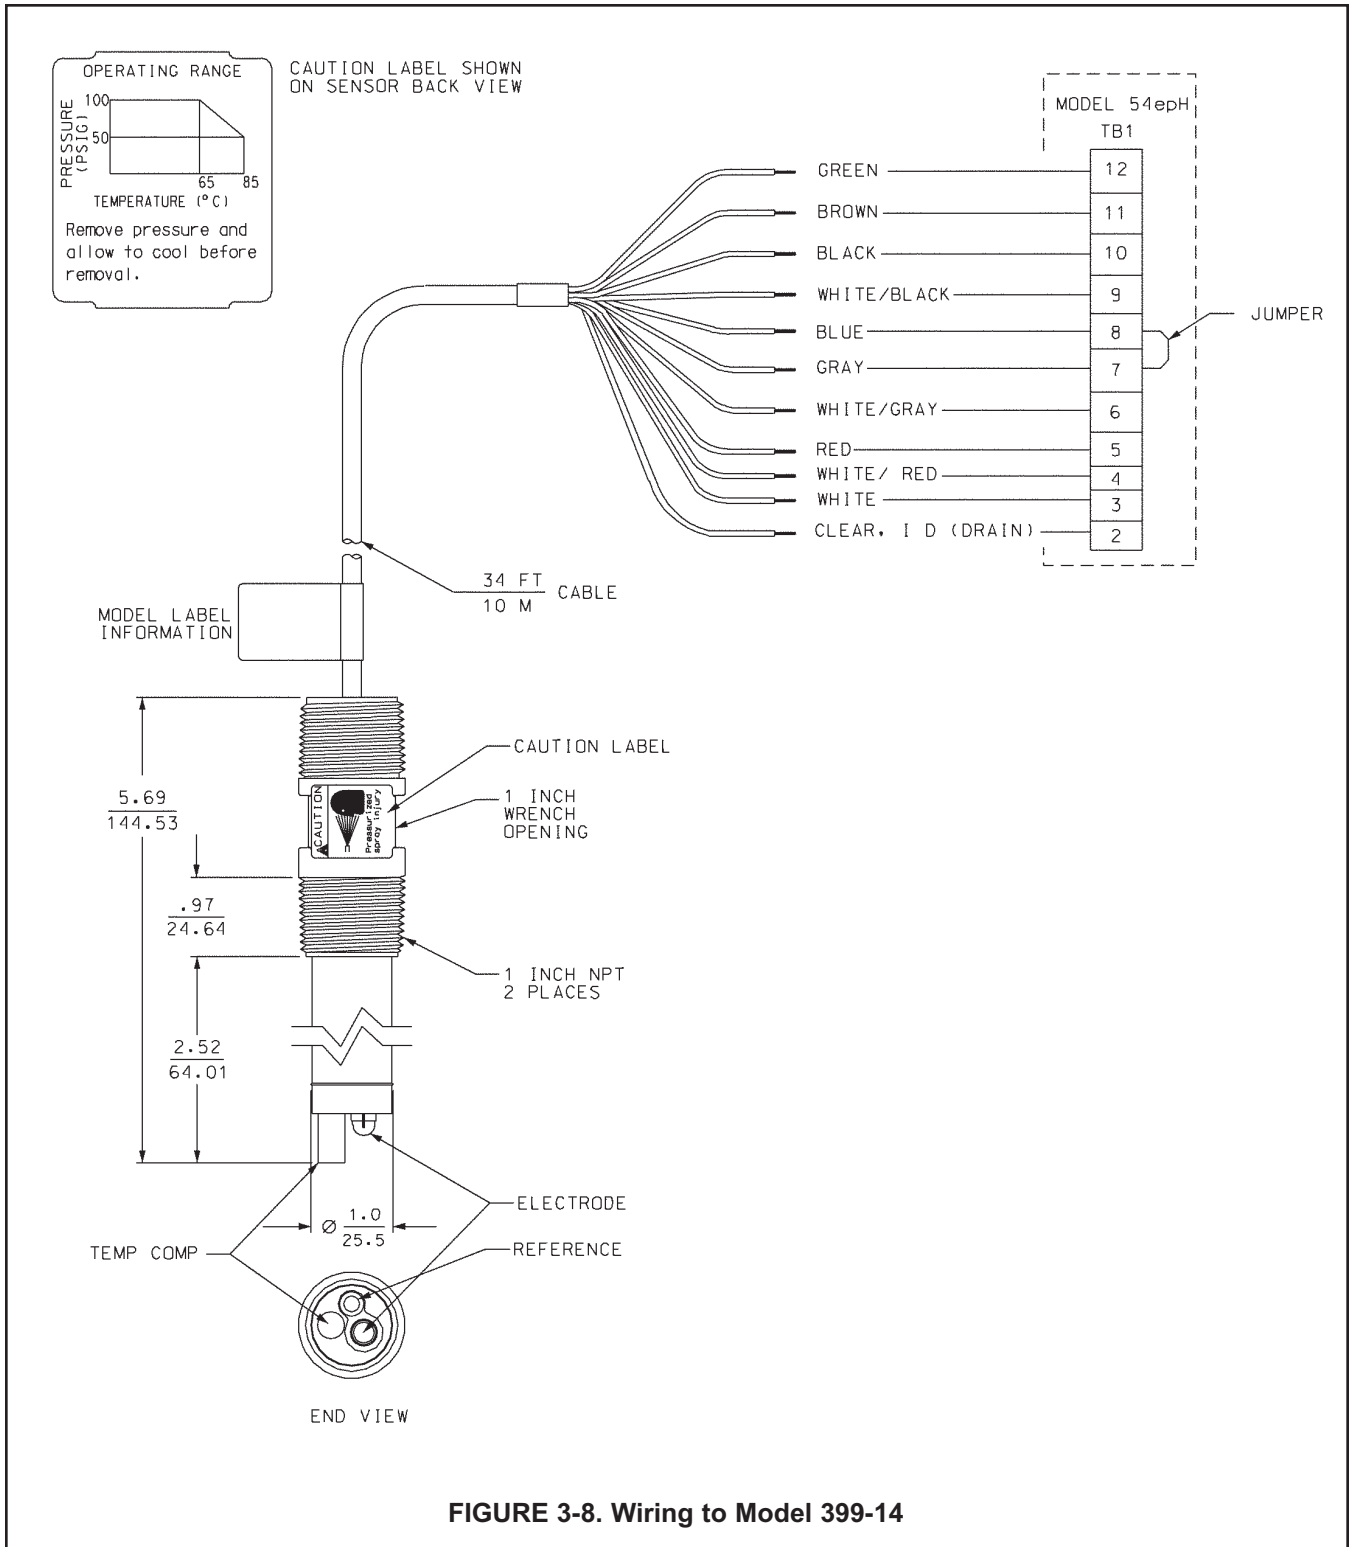 OPERATING RANGE
PRESSURE
(PSIG)
100
50
65 85
TEMPERATURE (°C)
Remove pressure and
allow to cool before
removal.
CAUTION LABEL SHOWN
ON SENSOR BACK VIEW
MODEL 54epH
TB1
GREEN 12
BROWN 11
BLACK 10
WHITE/BLACK 9
BLUE 8
GRAY 7
JUMPER
WHITE/GRAY 6
RED 5
WHITE/ RED 4
WHITE 3
CLEAR, I D (DRAIN) 2
34 FT
10 M
CABLE
MODEL LABEL
INFORMATION
CAUTION LABEL
CAUTION
Pressurized
spray injury
1 INCH
WRENCH
OPENING
5.69
144.53
.97
24.64
1 INCH NPT
2 PLACES
2.52
64.01
ELECTRODE
Ø 1.0
25.5
TEMP COMP
REFERENCE
END VIEW
FIGURE 3-8. Wiring to Model 399-14